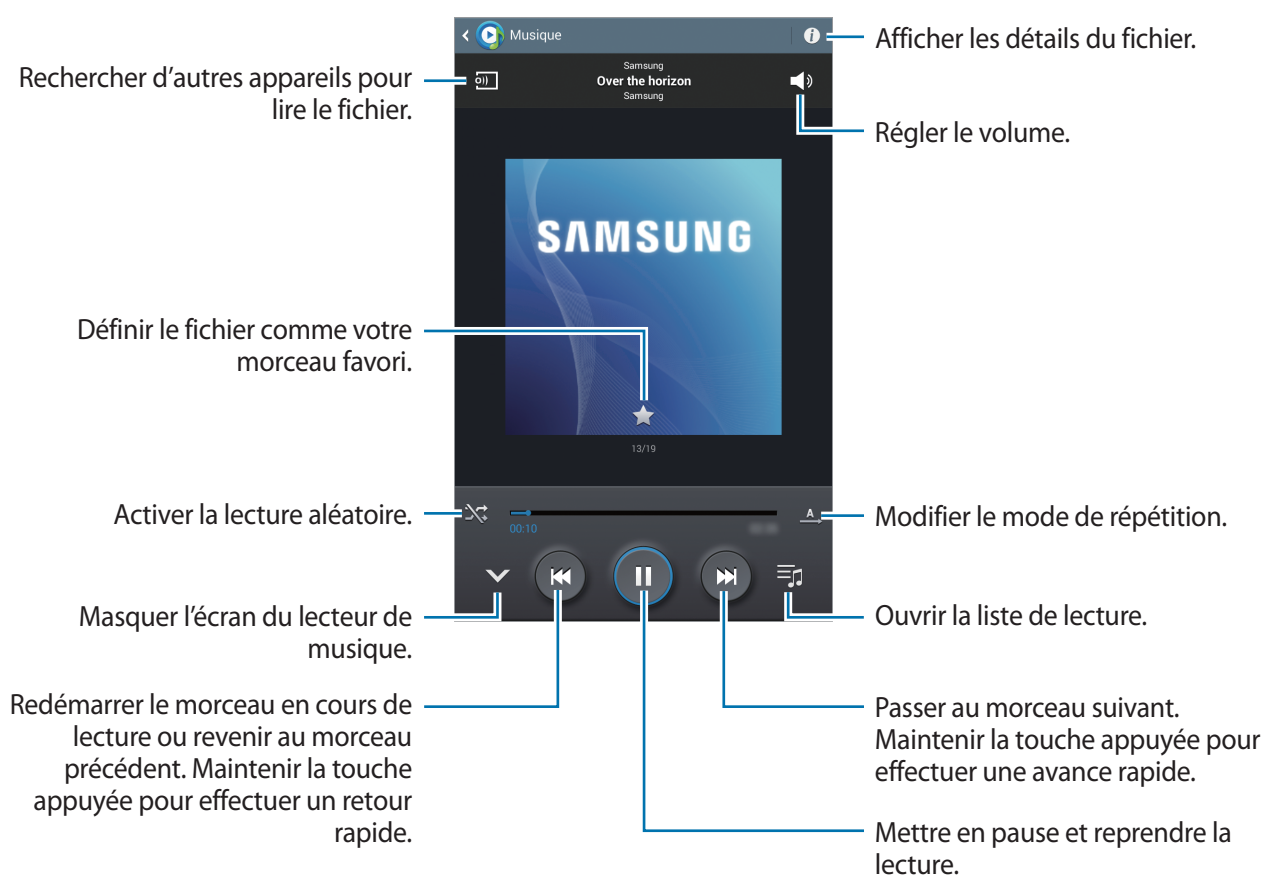 Musique
Afficher les détails du fichier.
Rechercher d'autres appareils pour
lire le fichier.
Samsung
Over the horizon
Samsung
Régler le volume.
SAMSUNG
Définir le fichier comme votre
morceau favori.
13/19
Activer la lecture aléatoire.
00:10
A
Modifier le mode de répétition.
Masquer l'écran du lecteur de
musique.
Ouvrir la liste de lecture.
Redémarrer le morceau en cours de
lecture ou revenir au morceau
précédent. Maintenir la touche
appuyée pour effectuer un retour
rapide.
Passer au morceau suivant.
Maintenir la touche appuyée pour
effectuer une avance rapide.
Mettre en pause et reprendre la
lecture.